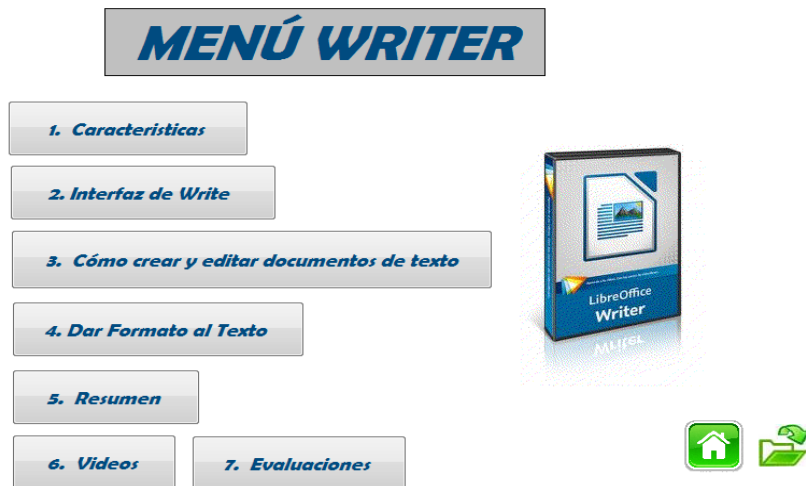 MENÚ WRITER
1. Caracteristicas
2. Interfaz de Write
3. Cómo crear y editar documentos de texto
4. Dar Formato al Texto
5. Resumen
6. Videos
7. Evaluaciones
LibreOffice
Writer